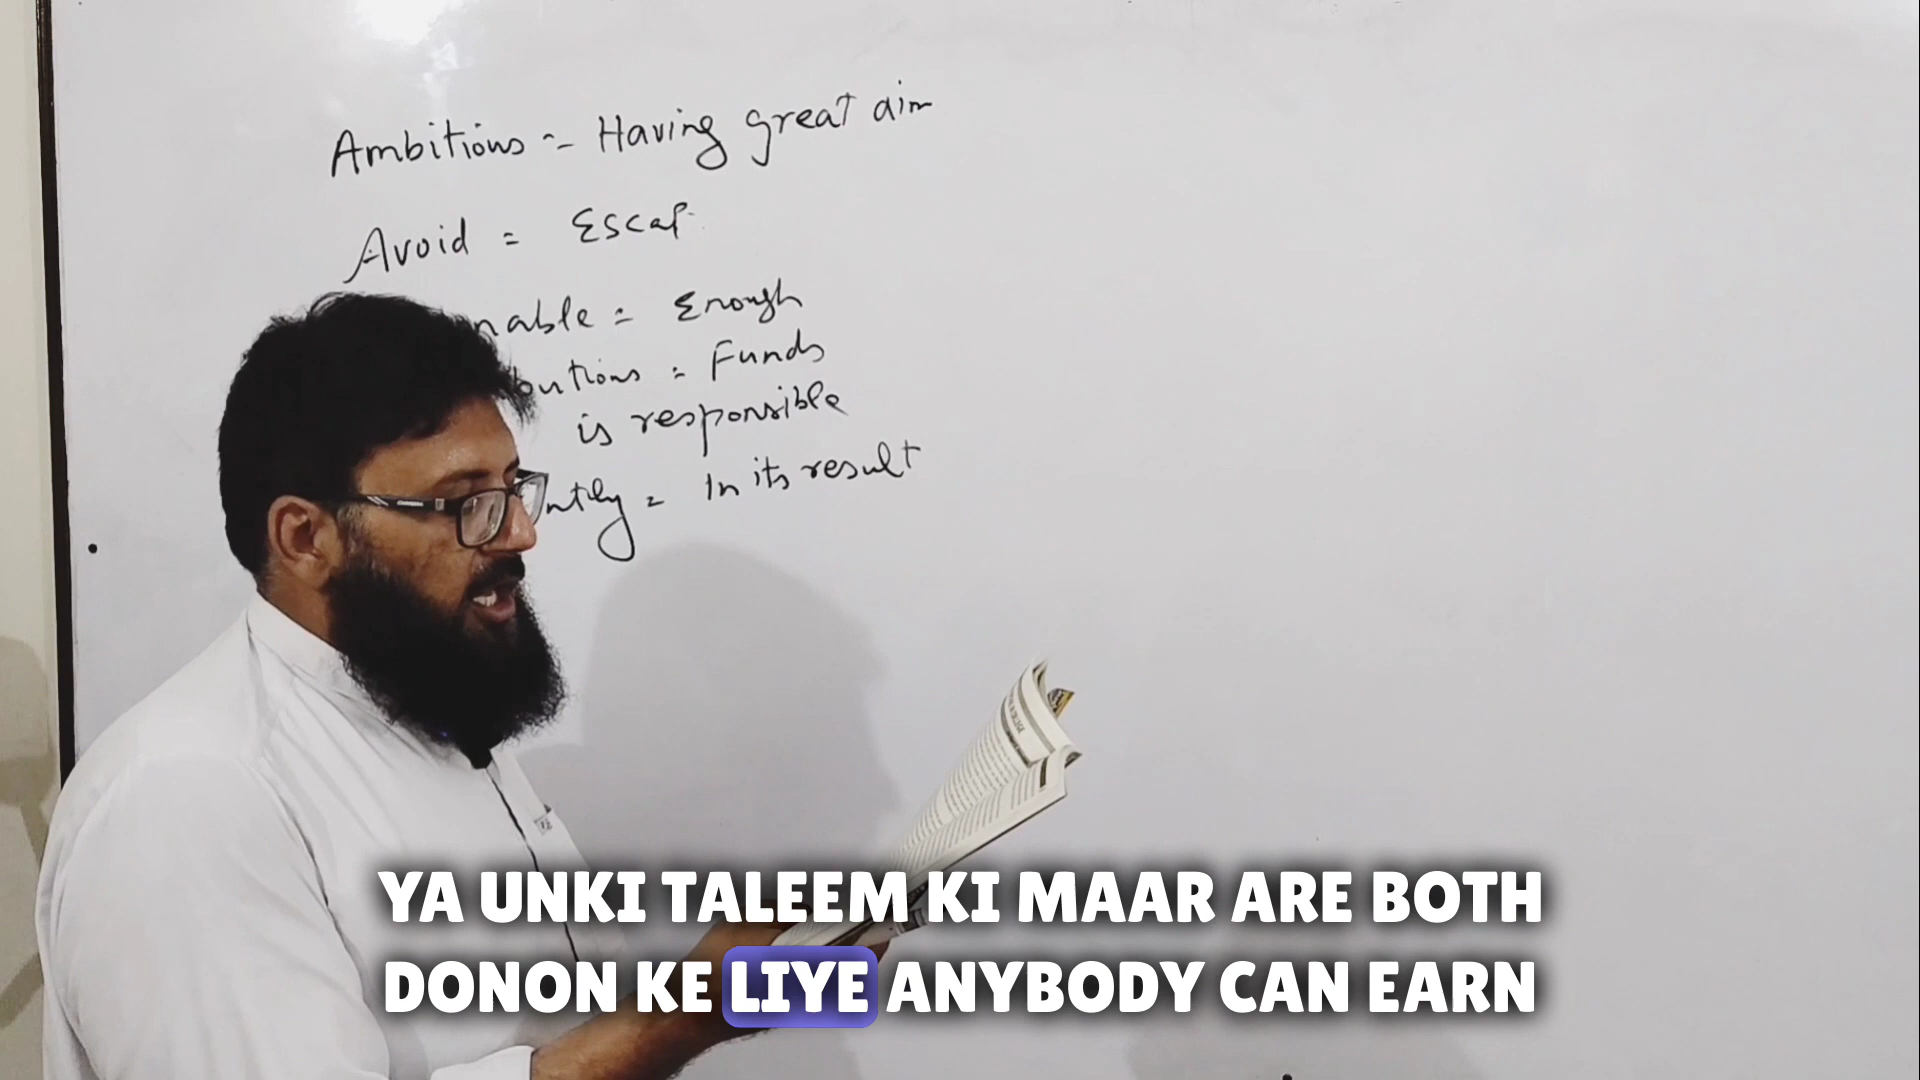 Ambitions = Having great aim
Avoid = Escap
nable = Enough
butions = Funds
is responsible
ntly = In its result
YA UNKI TALEEM KI MAAR ARE BOTH
DONON KE LIYE ANYBODY CAN EARN